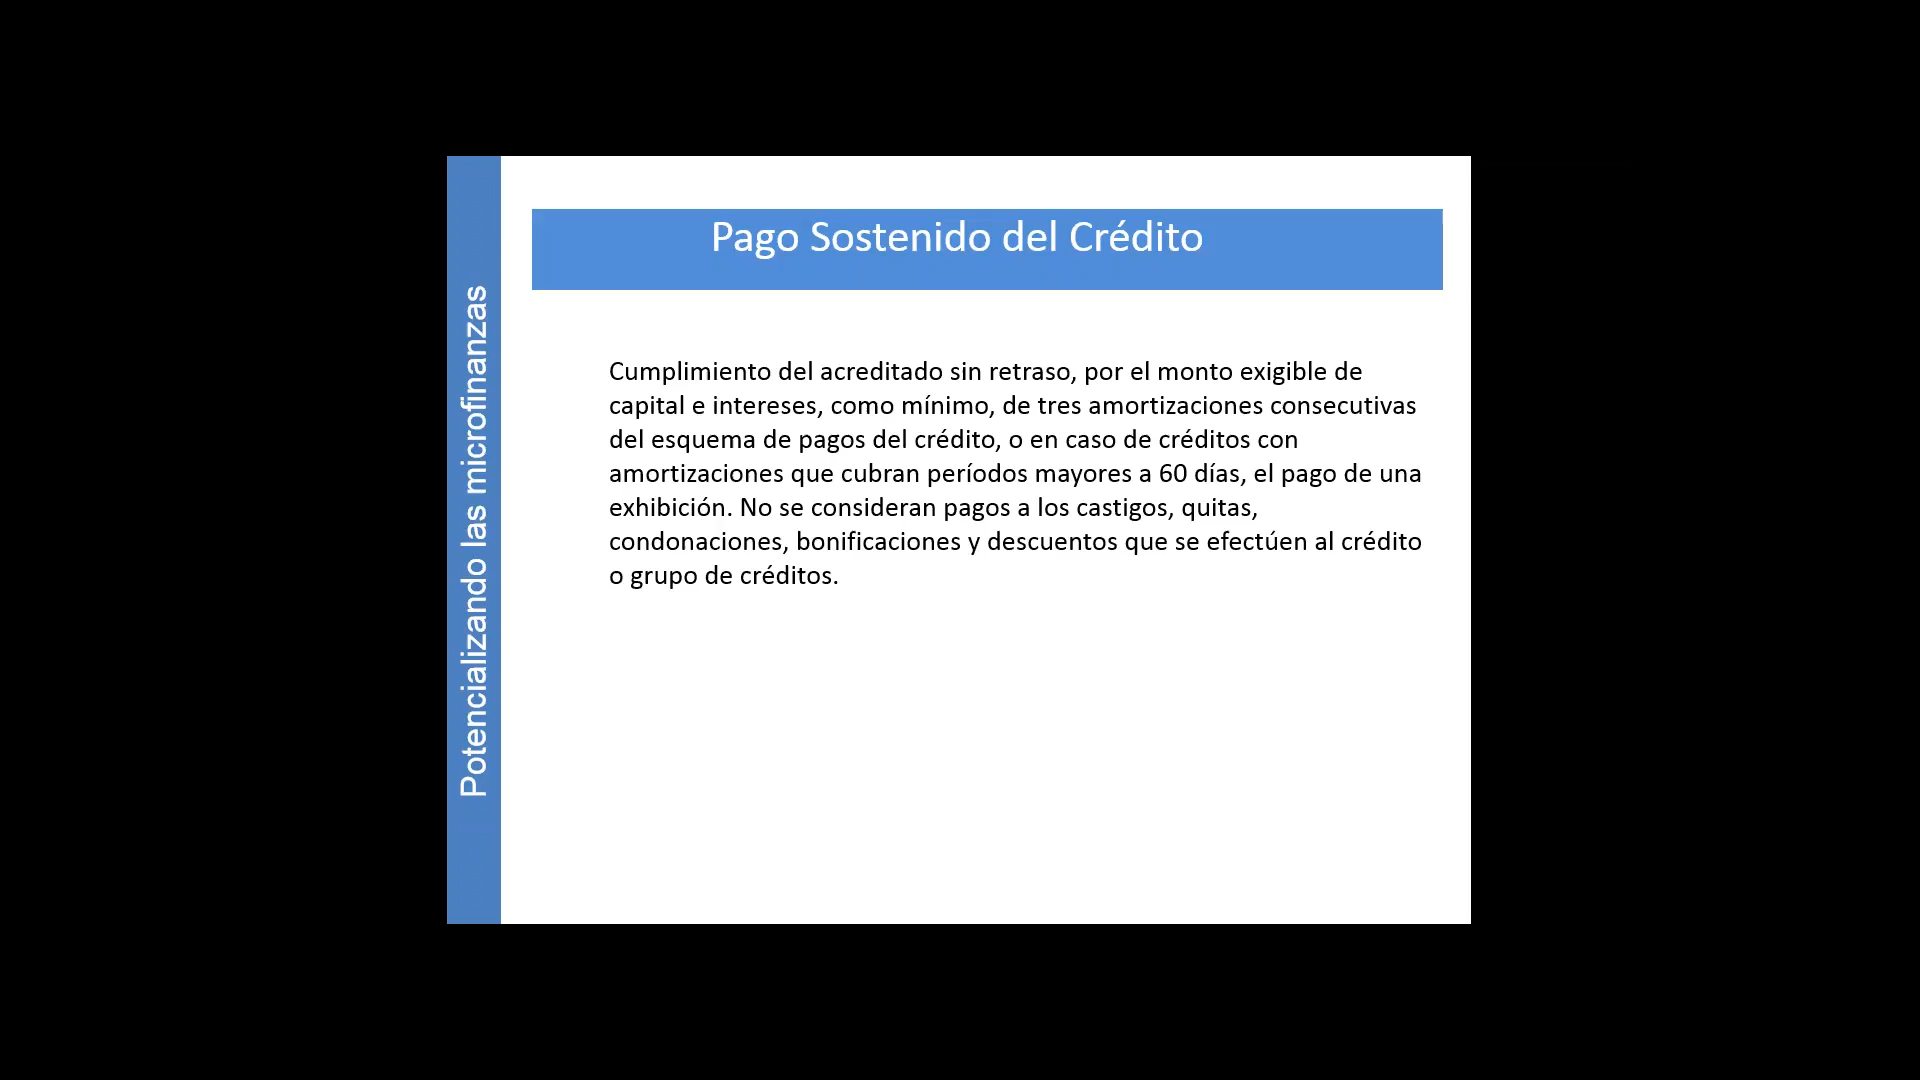 Potencializando las microfinanzas
Pago Sostenido del Crédito
Cumplimiento del acreditado sin retraso, por el monto exigible de
capital e intereses, como mínimo, de tres amortizaciones consecutivas
del esquema de pagos del crédito, o en caso de créditos con
amortizaciones que cubran períodos mayores a 60 días, el pago de una
exhibición. No se consideran pagos a los castigos, quitas,
condonaciones, bonificaciones y descuentos que se efectúen al crédito
o grupo de créditos.